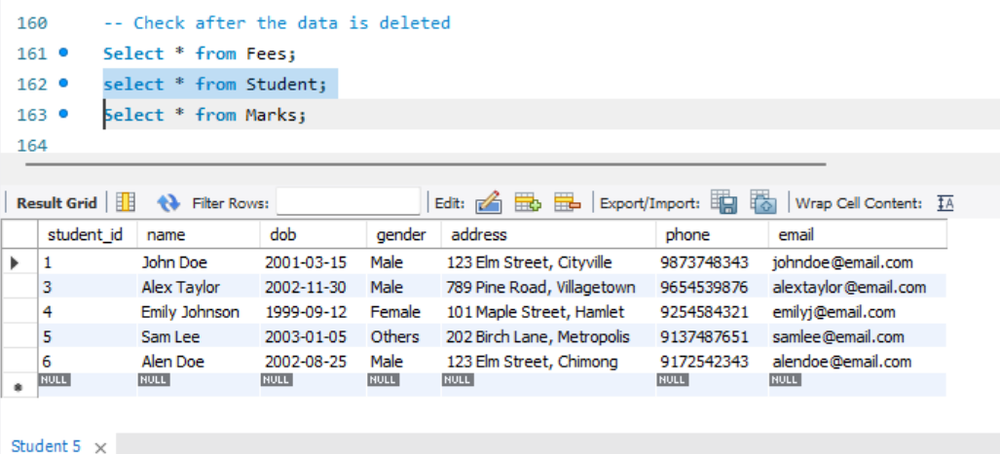 160 -- Check after the data is deleted
161 Select * from Fees;
162 select * from Student;
163 Select * from Marks;
164
Result Grid Filter Rows: Edit: Export/Import: Wrap Cell Content: IA
student_id name dob gender address phone email
1 John Doe 2001-03-15 Male 123 Elm Street, Cityville 9873748343 johndoe@email.com
3 Alex Taylor 2002-11-30 Male 789 Pine Road, Villagetown 9654539876 alextaylor@email.com
4 Emily Johnson 1999-09-12 Female 101 Maple Street, Hamlet 9254584321 emilyj@email.com
5 Sam Lee 2003-01-05 Others 202 Birch Lane, Metropolis 9137487651 samlee@email.com
6 Alen Doe 2002-08-25 Male 123 Elm Street, Chimong 9172542343 alendoe@email.com
NULL NULL NULL NULL NULL NULL NULL
Student 5